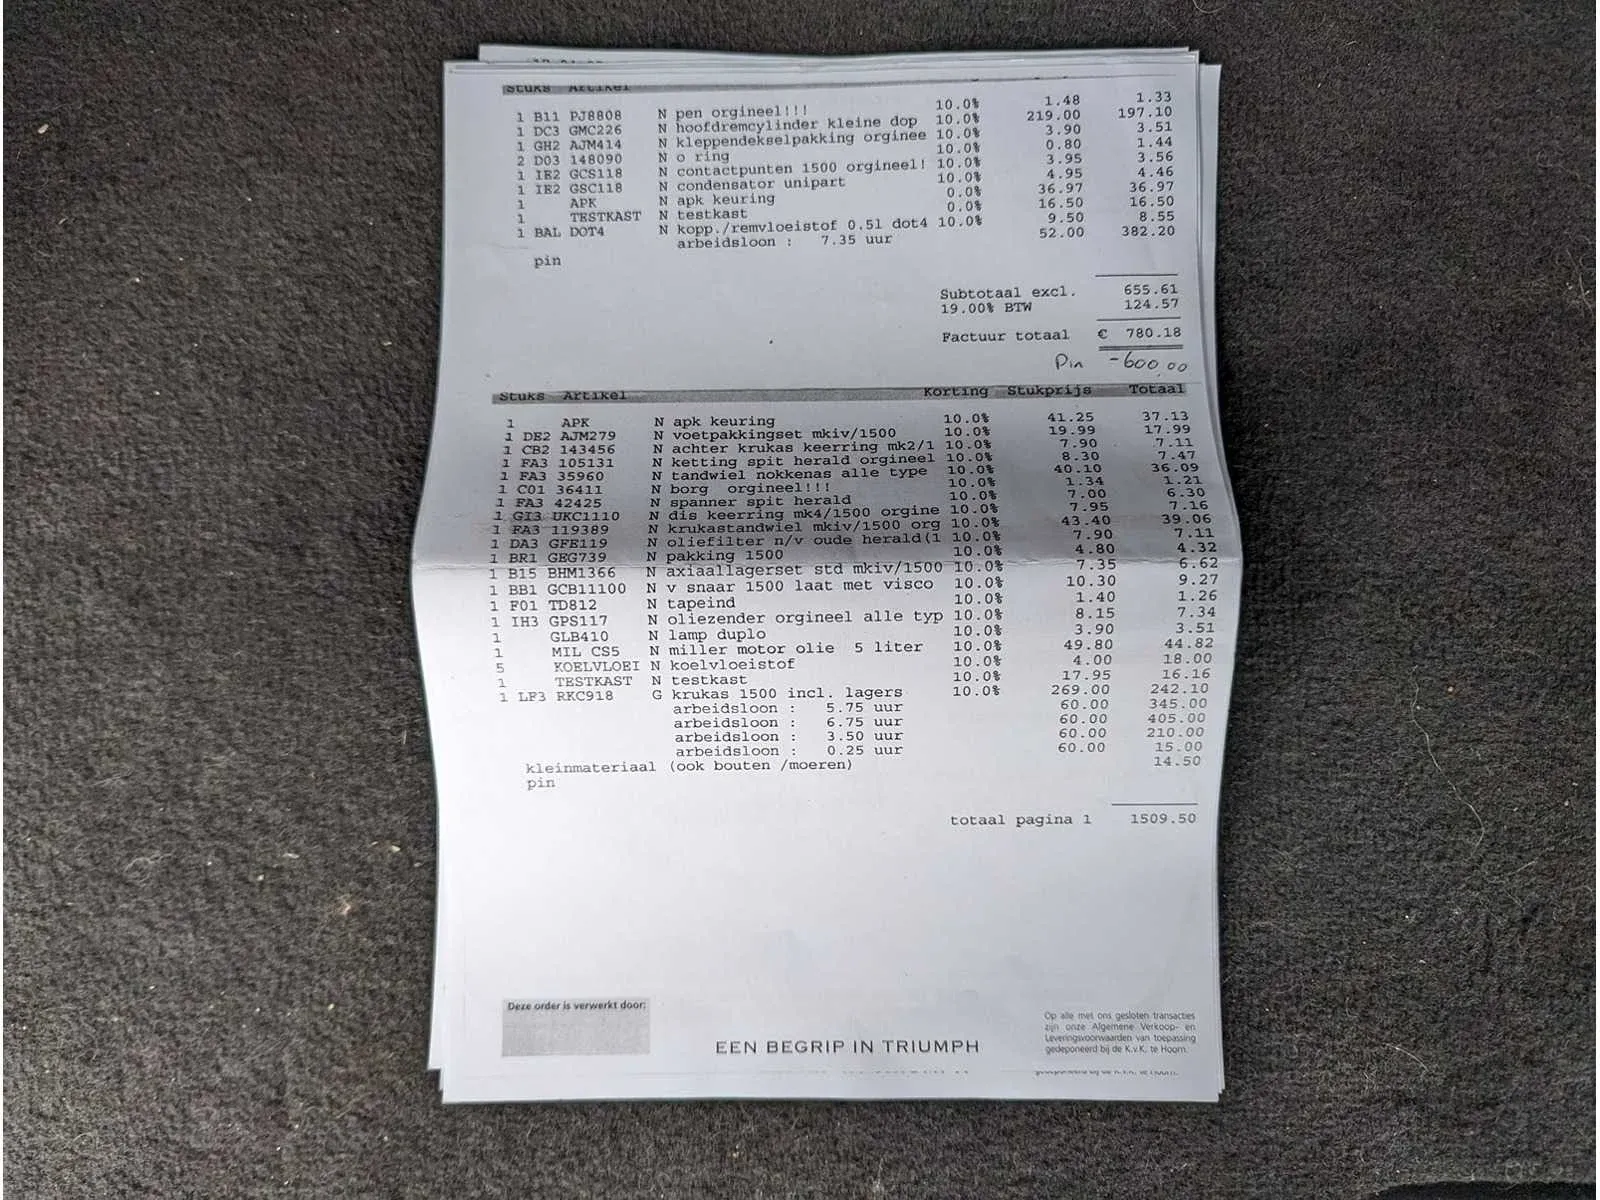 Stuks Artikel
1 B11 PJ8808 N pen orgineel!!! 10.0% 1.48 1.33
1 DC3 GMC226 N hoofdremcylinder kleine dop 10.0% 219.00 197.10
1 GH2 AJM414 N kleppendekselpakking orginee 10.0% 3.90 3.51
2 D03 148090 N o ring 10.0% 0.80 1.44
1 IE2 GCS118 N contactpunten 1500 orgineel! 10.0% 3.95 3.56
1 IE2 GSC118 N condensator unipart 10.0% 4.95 4.46
1 APK N apk keuring 0.0% 36.97 36.97
1 TESTKAST N testkast 0.0% 16.50 16.50
1 BAL DOT4 N kopp./remvloeistof 0.5l dot4 10.0% 9.50 8.55
arbeidsloon : 7.35 uur 52.00 382.20
pin
Subtotaal excl. 655.61
19.00% BTW 124.57
Factuur totaal € 780.18
Pin -600,00
Stuks Artikel Korting Stukprijs Totaal
1 APK N apk keuring 10.0% 41.25 37.13
1 DE2 AJM279 N voetpakkingset mkiv/1500 10.0% 19.99 17.99
1 CB2 143456 N achter krukas keerring mk2/1 10.0% 7.90 7.11
1 FA3 105131 N ketting spit herald orgineel 10.0% 8.30 7.47
1 FA3 35960 N tandwiel nokkenas alle type 10.0% 40.10 36.09
1 C01 36411 N borg orgineel!!! 10.0% 1.34 1.21
1 FA3 42425 N spanner spit herald 10.0% 7.00 6.30
1 GI3 UKC1110 N dis keerring mk4/1500 orgine 10.0% 7.95 7.16
1 FA3 119389 N krukastandwiel mkiv/1500 org 10.0% 43.40 39.06
1 DA3 GFE119 N oliefilter n/v oude herald(1 10.0% 7.90 7.11
1 BR1 GEG739 N pakking 1500 10.0% 4.80 4.32
1 B15 BHM1366 N axiaallagerset std mkiv/1500 10.0% 7.35 6.62
1 BB1 GCB11100 N v snaar 1500 laat met visco 10.0% 10.30 9.27
1 F01 TD812 N tapeind 10.0% 1.40 1.26
1 IH3 GPS117 N oliezender orgineel alle typ 10.0% 8.15 7.34
1 GLB410 N lamp duplo 10.0% 3.90 3.51
1 MIL CS5 N miller motor olie 5 liter 10.0% 49.80 44.82
5 KOELVLOEI N koelvloeistof 10.0% 4.00 18.00
1 TESTKAST N testkast 10.0% 17.95 16.16
1 LF3 RKC918 G krukas 1500 incl. lagers 10.0% 269.00 242.10
arbeidsloon : 5.75 uur 60.00 345.00
arbeidsloon : 6.75 uur 60.00 405.00
arbeidsloon : 3.50 uur 60.00 210.00
arbeidsloon : 0.25 uur 60.00 15.00
kleinmateriaal (ook bouten /moeren) 14.50
pin
totaal pagina 1 1509.50
Deze order is verwerkt door:
EEN BEGRIP IN TRIUMPH
Op alle met ons gesloten transacties
zijn onze Algemene Verkoop- en
Leveringsvoorwaarden van toepassing
gedeponeerd bij de K.v.K. te Hoorn.